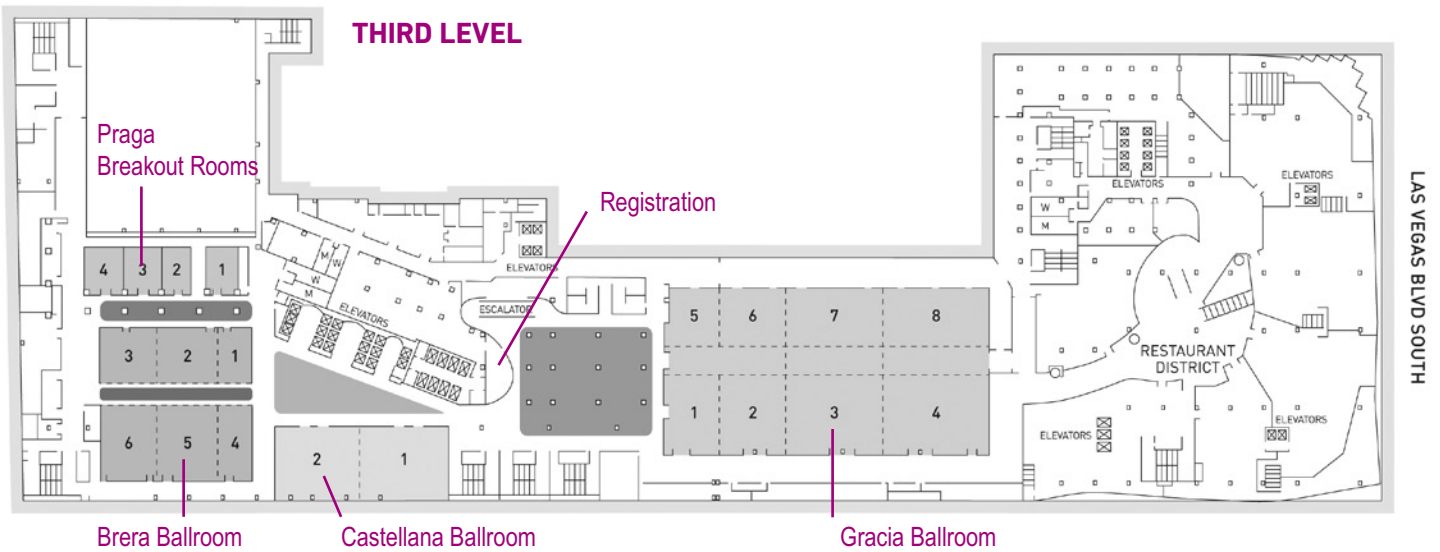 THIRD LEVEL
Praga
Breakout Rooms
Registration
ELEVATORS
ELEVATORS
LAS VEGAS BLVD SOUTH
W
M
4 3 2 1
M
W
W
M
ELEVATORS
ELEVATORS
ESCALATOR
3 2 1
5 6 7 8
RESTAURANT
DISTRICT
6 5 4
2 1
1 2 3 4
ELEVATORS
ELEVATORS
Brera Ballroom
Castellana Ballroom
Gracia Ballroom